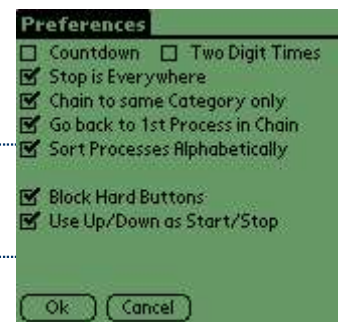 Preferences
Countdown Two Digit Times
Stop is Everywhere
Chain to same Category only
Go back to 1st Process in Chain
Sort Processes Alphabetically
Block Hard Buttons
Use Up/Down as Start/Stop
Ok Cancel